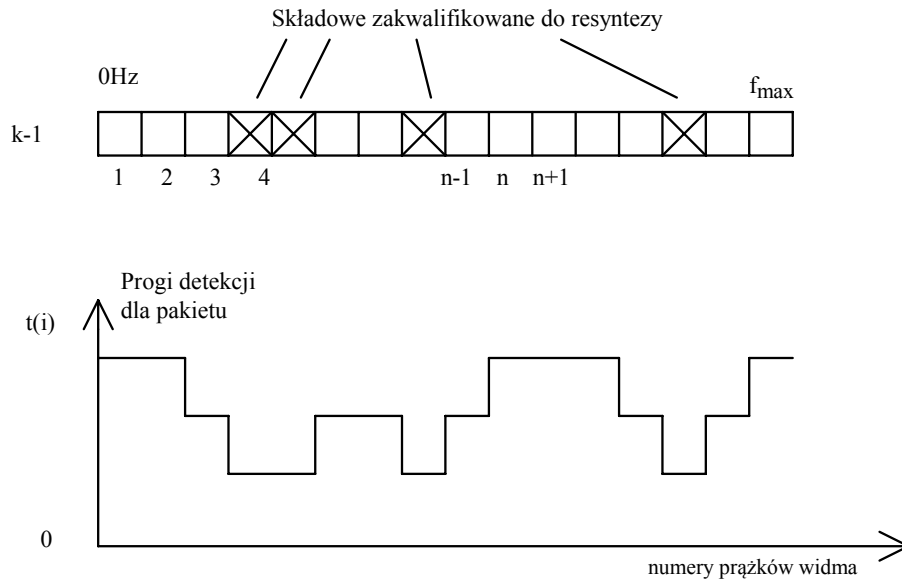 Składowe zakwalifikowane do resyntezy
0Hz
fmax
k-1
1 2 3 4 n-1 n n+1
Progi detekcji
dla pakietu
t(i)
0
numery prążków widma